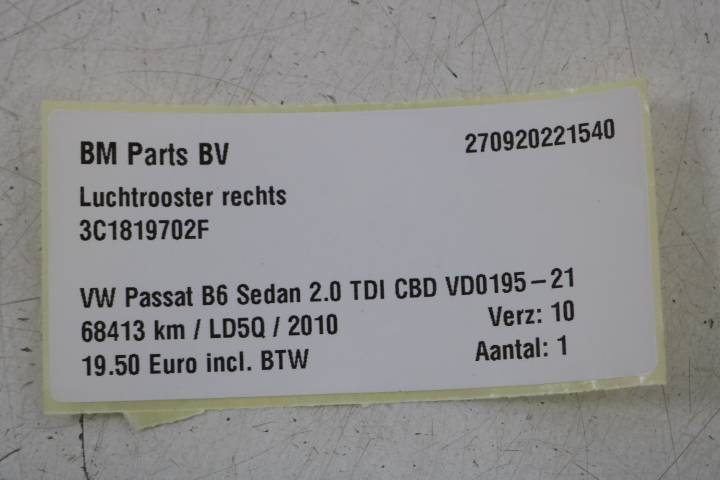 BM Parts BV 270920221540
Luchtrooster rechts
3C1819702F
VW Passat B6 Sedan 2.0 TDI CBD VD0195-21
68413 km / LD5Q / 2010 Verz: 10
19.50 Euro incl. BTW Aantal: 1